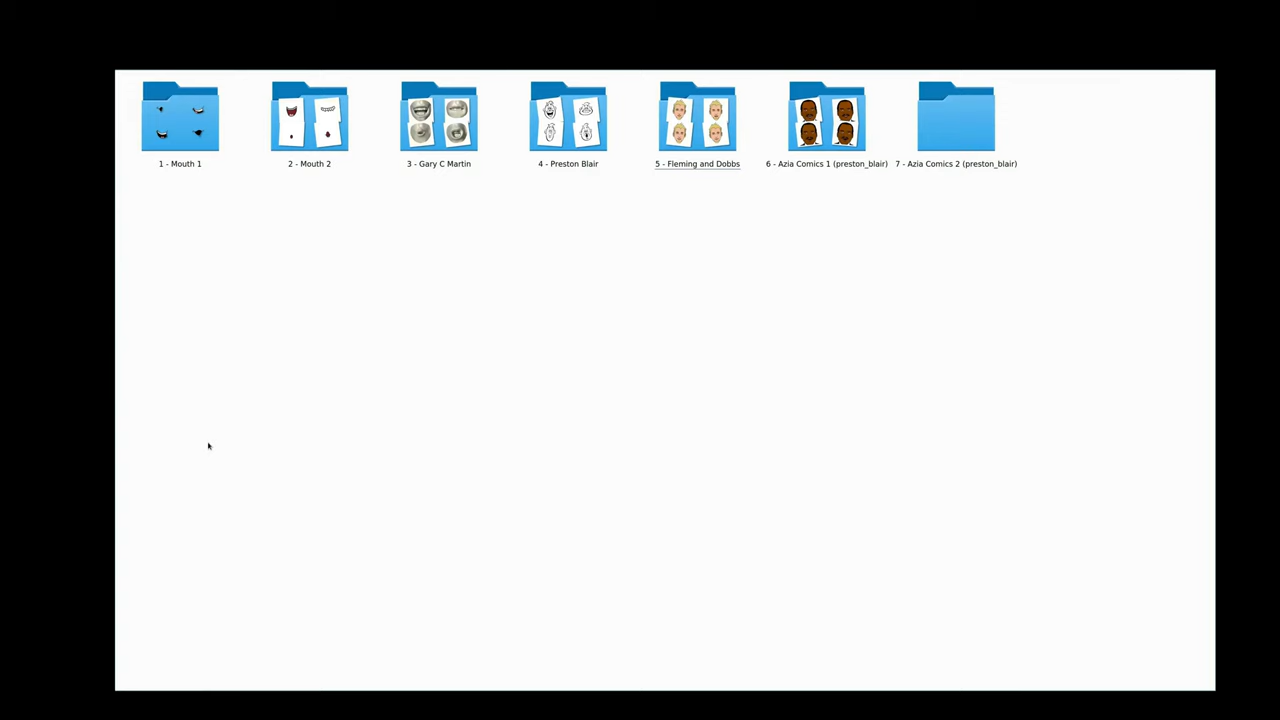 1 - Mouth 1
2 - Mouth 2
3 - Gary C Martin
4 - Preston Blair
5 - Fleming and Dobbs
6 - Azia Comics 1 (preston_blair)
7 - Azia Comics 2 (preston_blair)